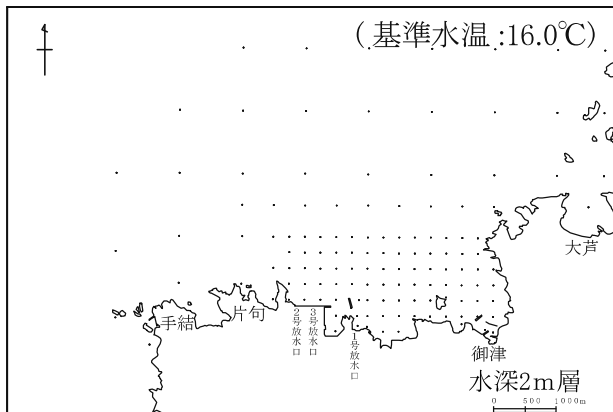 (基準水温:16.0℃)
大芦
手結
片句
2号放水口
3号放水口
1号放水口
御津
水深2m層
0 500 1000m